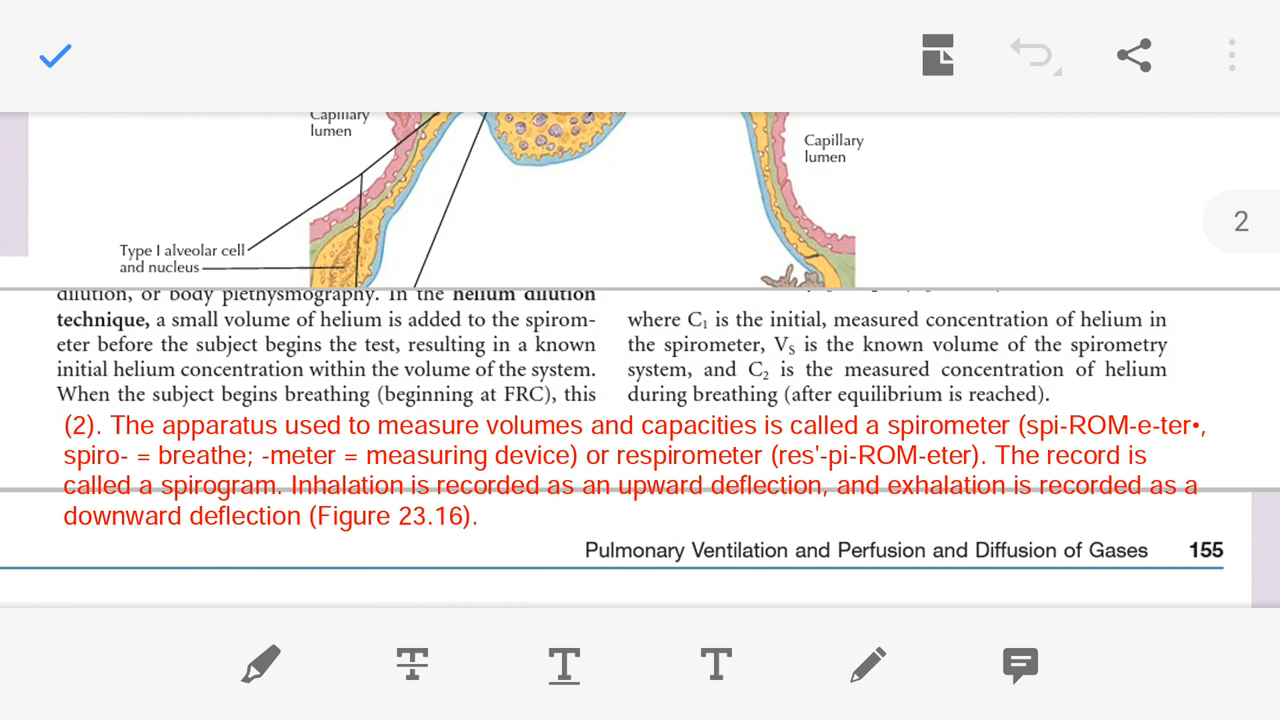 Capillary
lumen
Capillary
lumen
2
Type I alveolar cell
and nucleus
dilution, or body plethysmography. In the helium dilution
technique, a small volume of helium is added to the spirom-
eter before the subject begins the test, resulting in a known
initial helium concentration within the volume of the system.
When the subject begins breathing (beginning at FRC), this
where C₁ is the initial, measured concentration of helium in
the spirometer, Vₛ is the known volume of the spirometry
system, and C₂ is the measured concentration of helium
during breathing (after equilibrium is reached).
(2). The apparatus used to measure volumes and capacities is called a spirometer (spi-ROM-e-ter•,
spiro- = breathe; -meter = measuring device) or respirometer (res'-pi-ROM-eter). The record is
called a spirogram. Inhalation is recorded as an upward deflection, and exhalation is recorded as a
downward deflection (Figure 23.16).
Pulmonary Ventilation and Perfusion and Diffusion of Gases 155